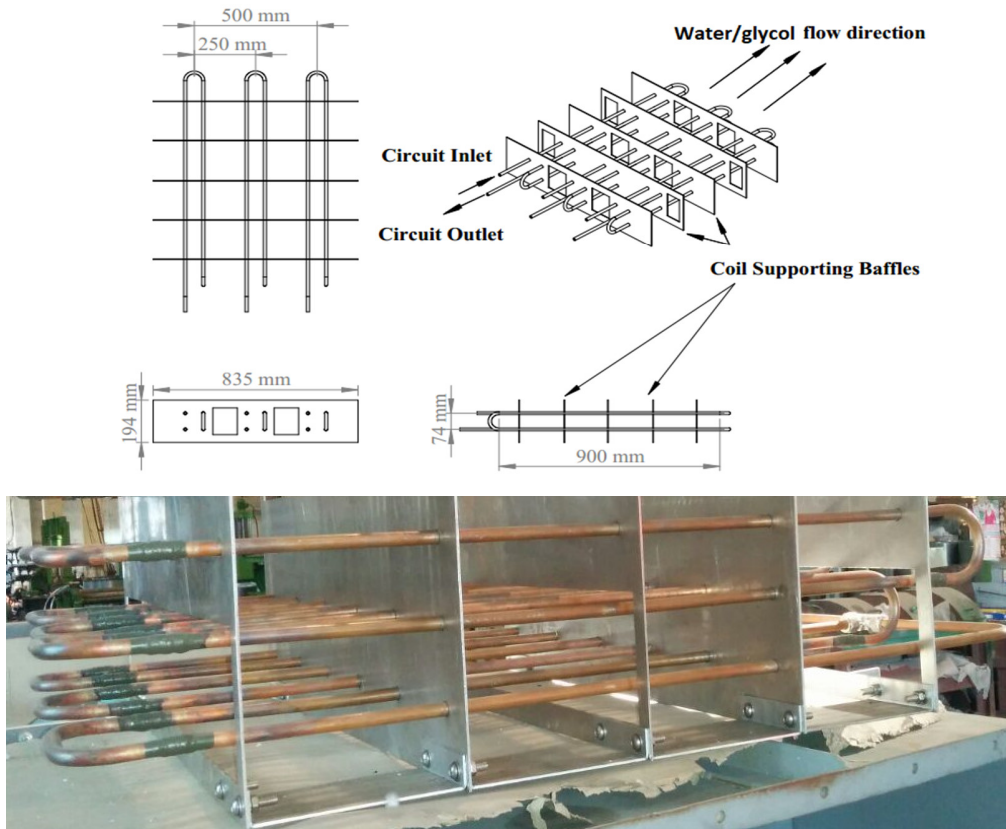 500 mm
250 mm
Water/glycol flow direction
Circuit Inlet
Circuit Outlet
Coil Supporting Baffles
835 mm
194 mm
74 mm
900 mm